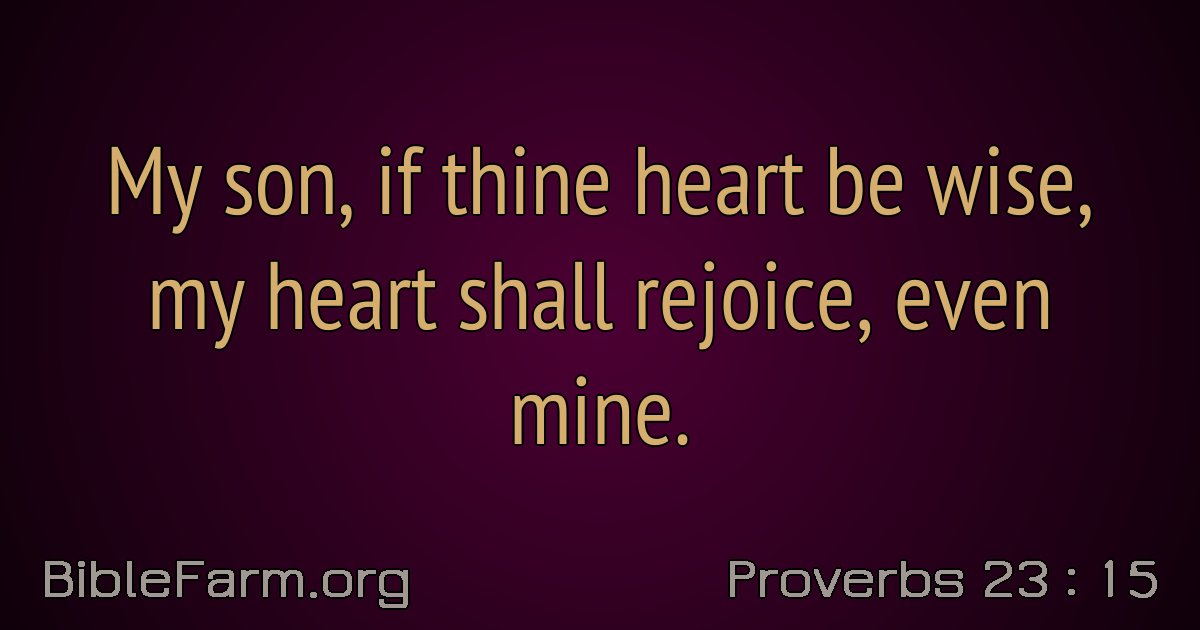 My son, if thine heart be wise,
my heart shall rejoice, even
mine.
BibleFarm.org
Proverbs 23 : 15